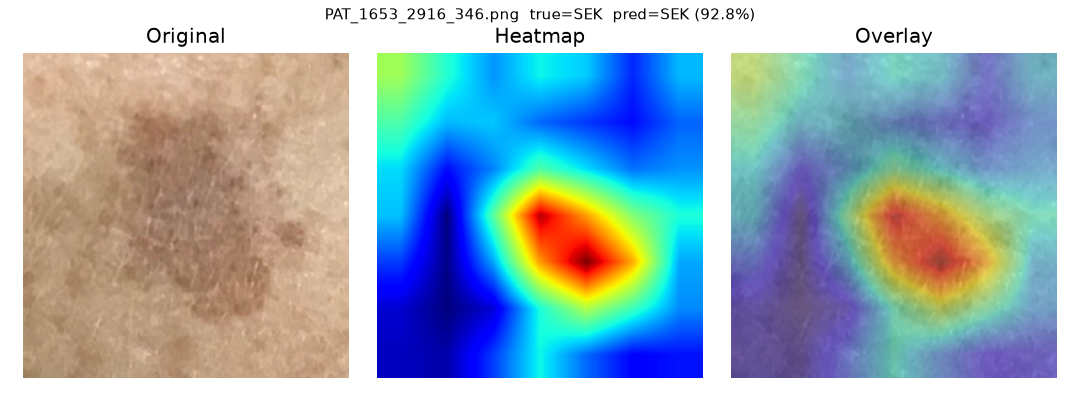 PAT_1653_2916_346.png  true=SEK  pred=SEK (92.8%)
Original
Heatmap
Overlay